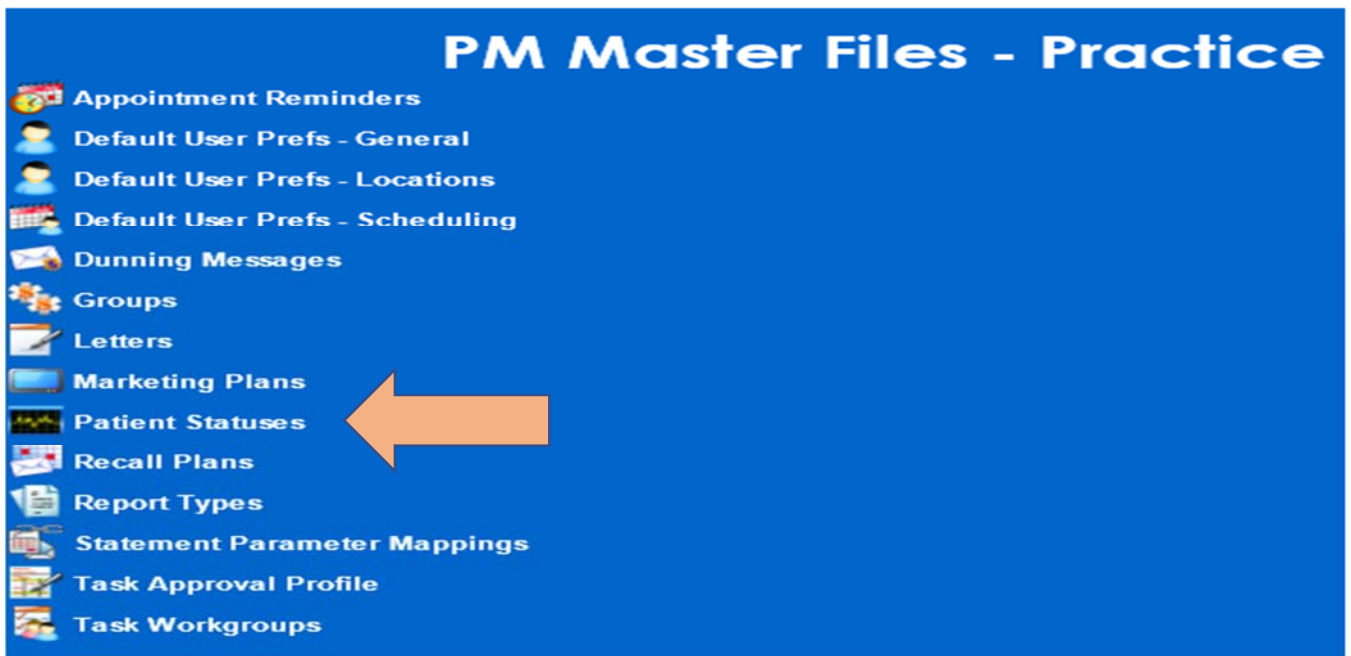 PM Master Files - Practice
Appointment Reminders
Default User Prefs - General
Default User Prefs - Locations
Default User Prefs - Scheduling
Dunning Messages
Groups
Letters
Marketing Plans
Patient Statuses
Recall Plans
Report Types
Statement Parameter Mappings
Task Approval Profile
Task Workgroups